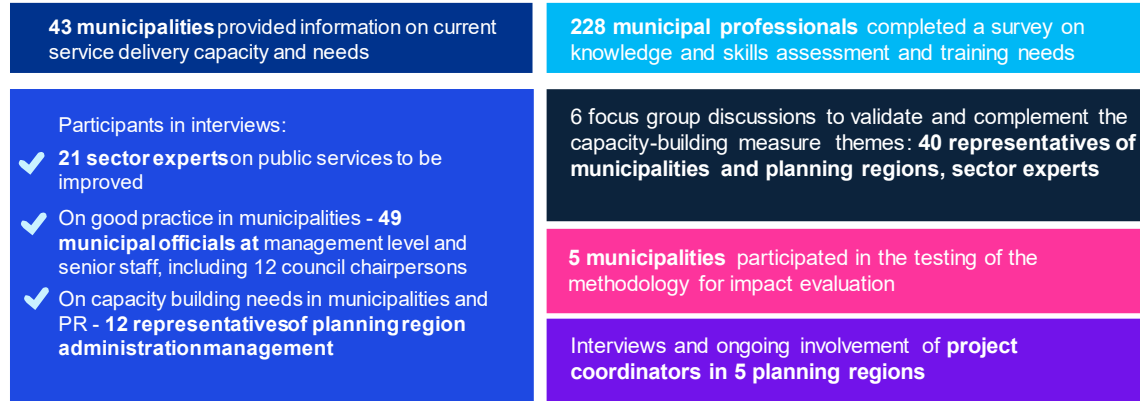 43 municipalities provided information on current
service delivery capacity and needs
228 municipal professionals completed a survey on
knowledge and skills assessment and training needs
Participants in interviews:
21 sector experts on public services to be
improved
On good practice in municipalities - 49
municipal officials at management level and
senior staff, including 12 council chairpersons
On capacity building needs in municipalities and
PR - 12 representativesof planning region
administration management
6 focus group discussions to validate and complement the
capacity-building measure themes: 40 representatives of
municipalities and planning regions, sector experts
5 municipalities participated in the testing of the
methodology for impact evaluation
Interviews and ongoing involvement of project
coordinators in 5 planning regions